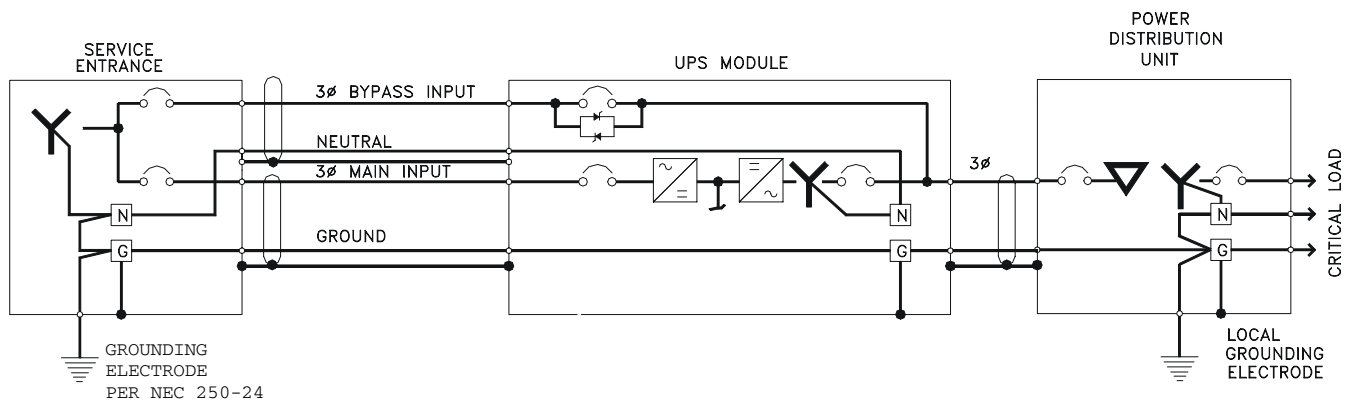 SERVICE
ENTRANCE
UPS MODULE
POWER
DISTRIBUTION
UNIT
3ø BYPASS INPUT
NEUTRAL
3ø MAIN INPUT
3ø
N
N
N
GROUND
G
G
G
CRITICAL LOAD
GROUNDING
ELECTRODE
PER NEC 250-24
LOCAL
GROUNDING
ELECTRODE